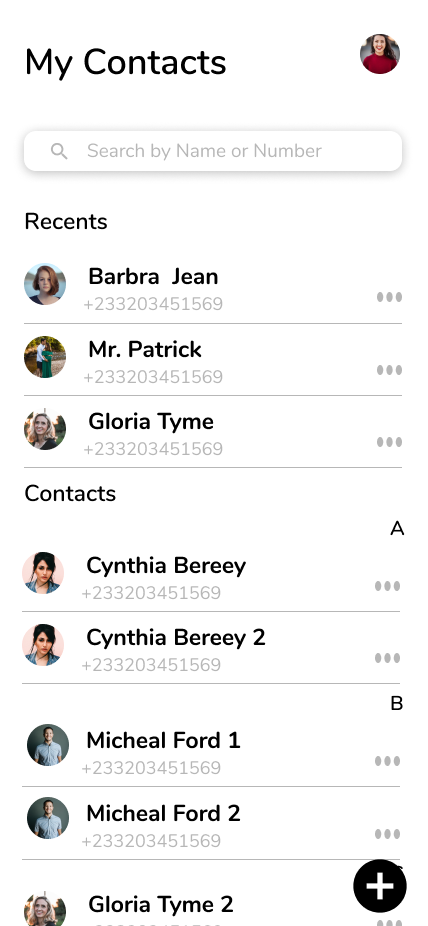 My Contacts
Search by Name or Number
Recents
Barbra  Jean
+233203451569
Mr. Patrick
+233203451569
Gloria Tyme
+233203451569
Contacts
A
Cynthia Bereey
+233203451569
Cynthia Bereey 2
+233203451569
B
Micheal Ford 1
+233203451569
Micheal Ford 2
+233203451569
Gloria Tyme 2